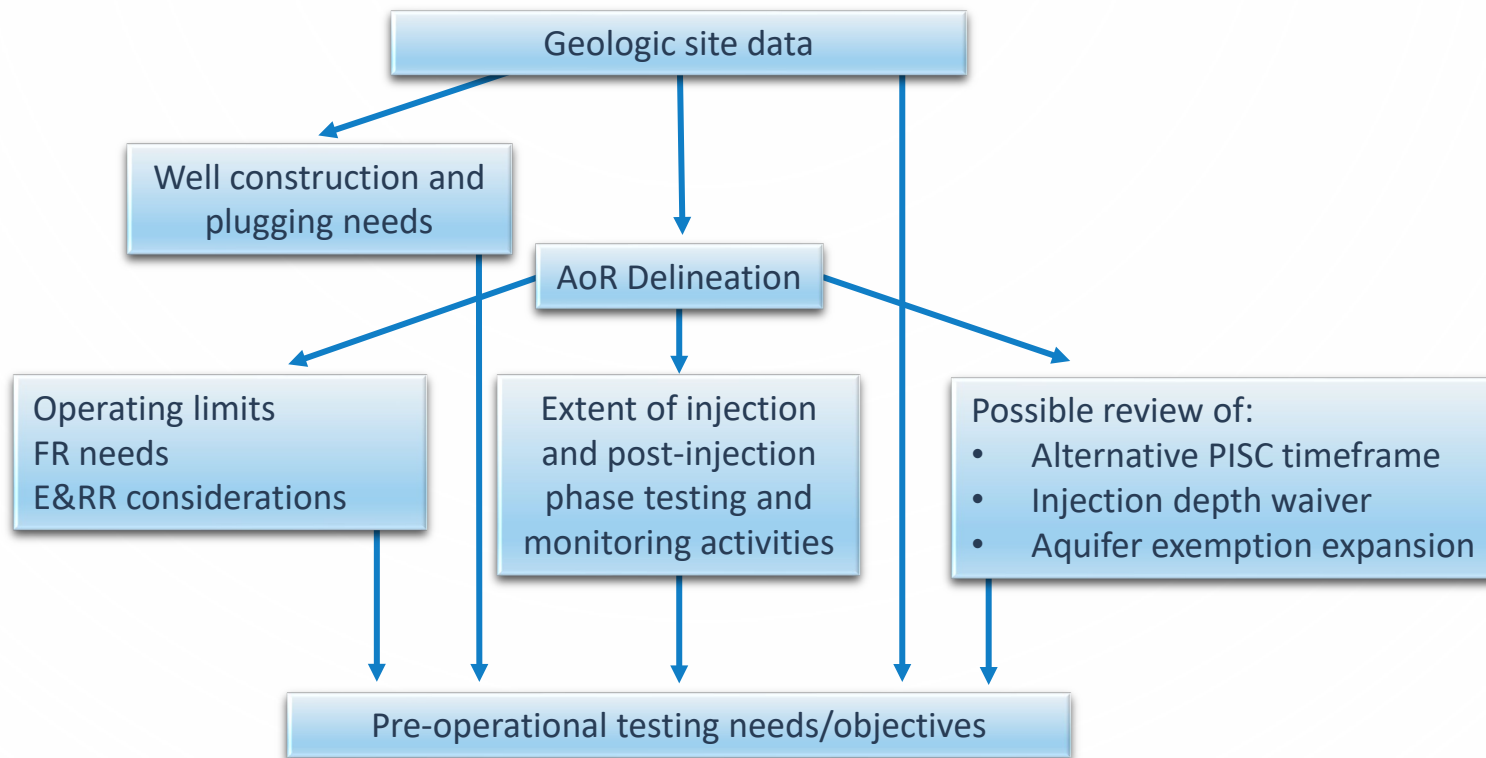 Geologic site data
Well construction and
plugging needs
AoR Delineation
Operating limits
FR needs
E&RR considerations
Extent of injection
and post-injection
phase testing and
monitoring activities
Possible review of:
• Alternative PISC timeframe
• Injection depth waiver
• Aquifer exemption expansion
Pre-operational testing needs/objectives